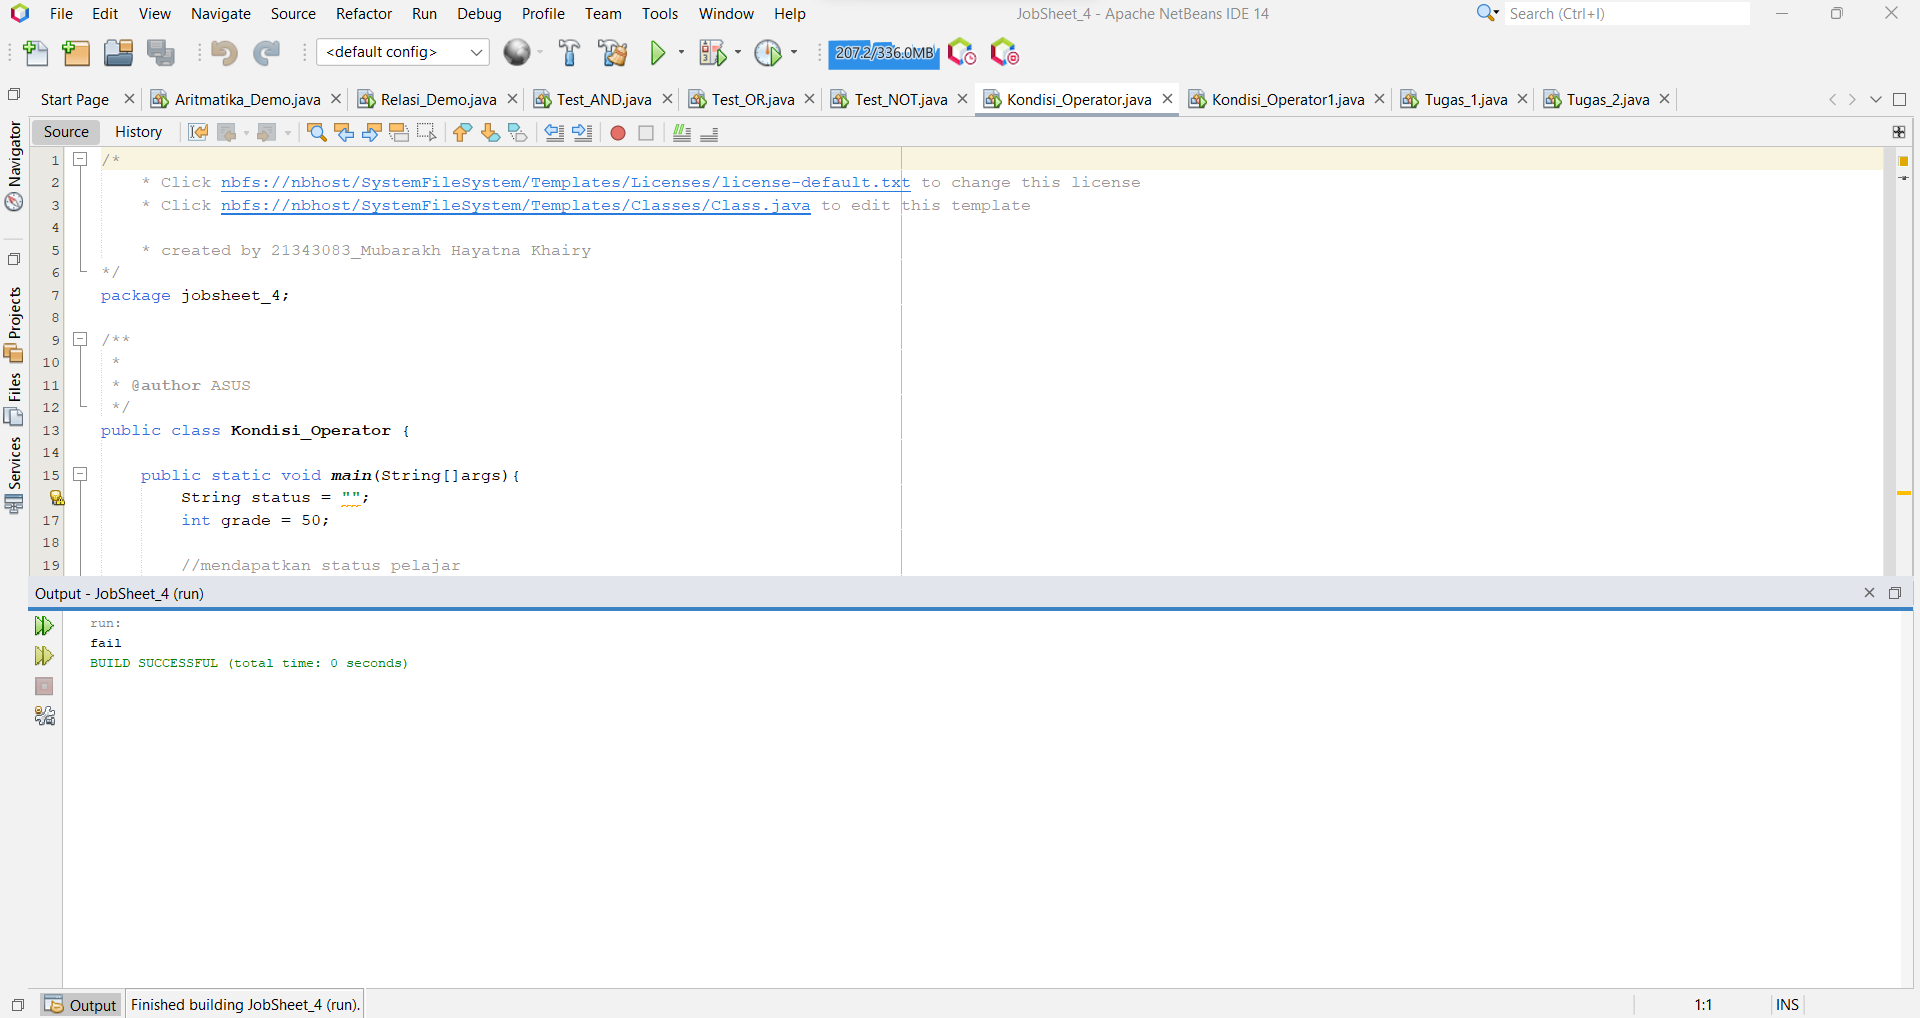 File Edit View Navigate Source Refactor Run Debug Profile Team Tools Window Help JobSheet_4 - Apache NetBeans IDE 14 Search (Ctrl+I)
<default config> 207.2/336.0MB
Start Page Aritmatika_Demo.java Relasi_Demo.java Test_AND.java Test_OR.java Test_NOT.java Kondisi_Operator.java Kondisi_Operator1.java Tugas_1.java Tugas_2.java
Source History
Navigator
Projects
Files
Services
1 /*
2 * Click nbfs://nbhost/SystemFileSystem/Templates/Licenses/license-default.txt to change this license
3 * Click nbfs://nbhost/SystemFileSystem/Templates/Classes/Class.java to edit this template
4
5 * created by 21343083_Mubarakh Hayatna Khairy
6 */
7 package jobsheet_4;
8
9 /**
10 *
11 * @author ASUS
12 */
13 public class Kondisi_Operator {
14
15 public static void main(String[]args){
String status = "";
17 int grade = 50;
18
19 //mendapatkan status pelajar
Output - JobSheet_4 (run)
run:
fail
BUILD SUCCESSFUL (total time: 0 seconds)
Output Finished building JobSheet_4 (run). 1:1 INS